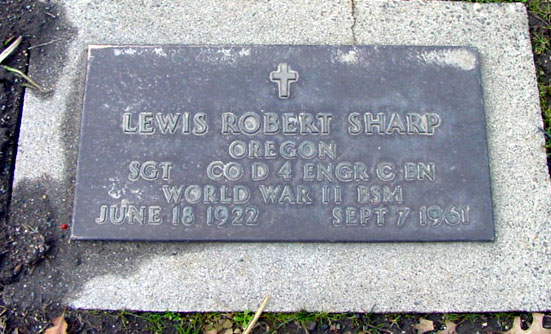 LEWIS ROBERT SHARP
OREGON
SGT CO D 4 ENGR C BN
WORLD WAR II BSM
JUNE 18 1922 SEPT 7 1961